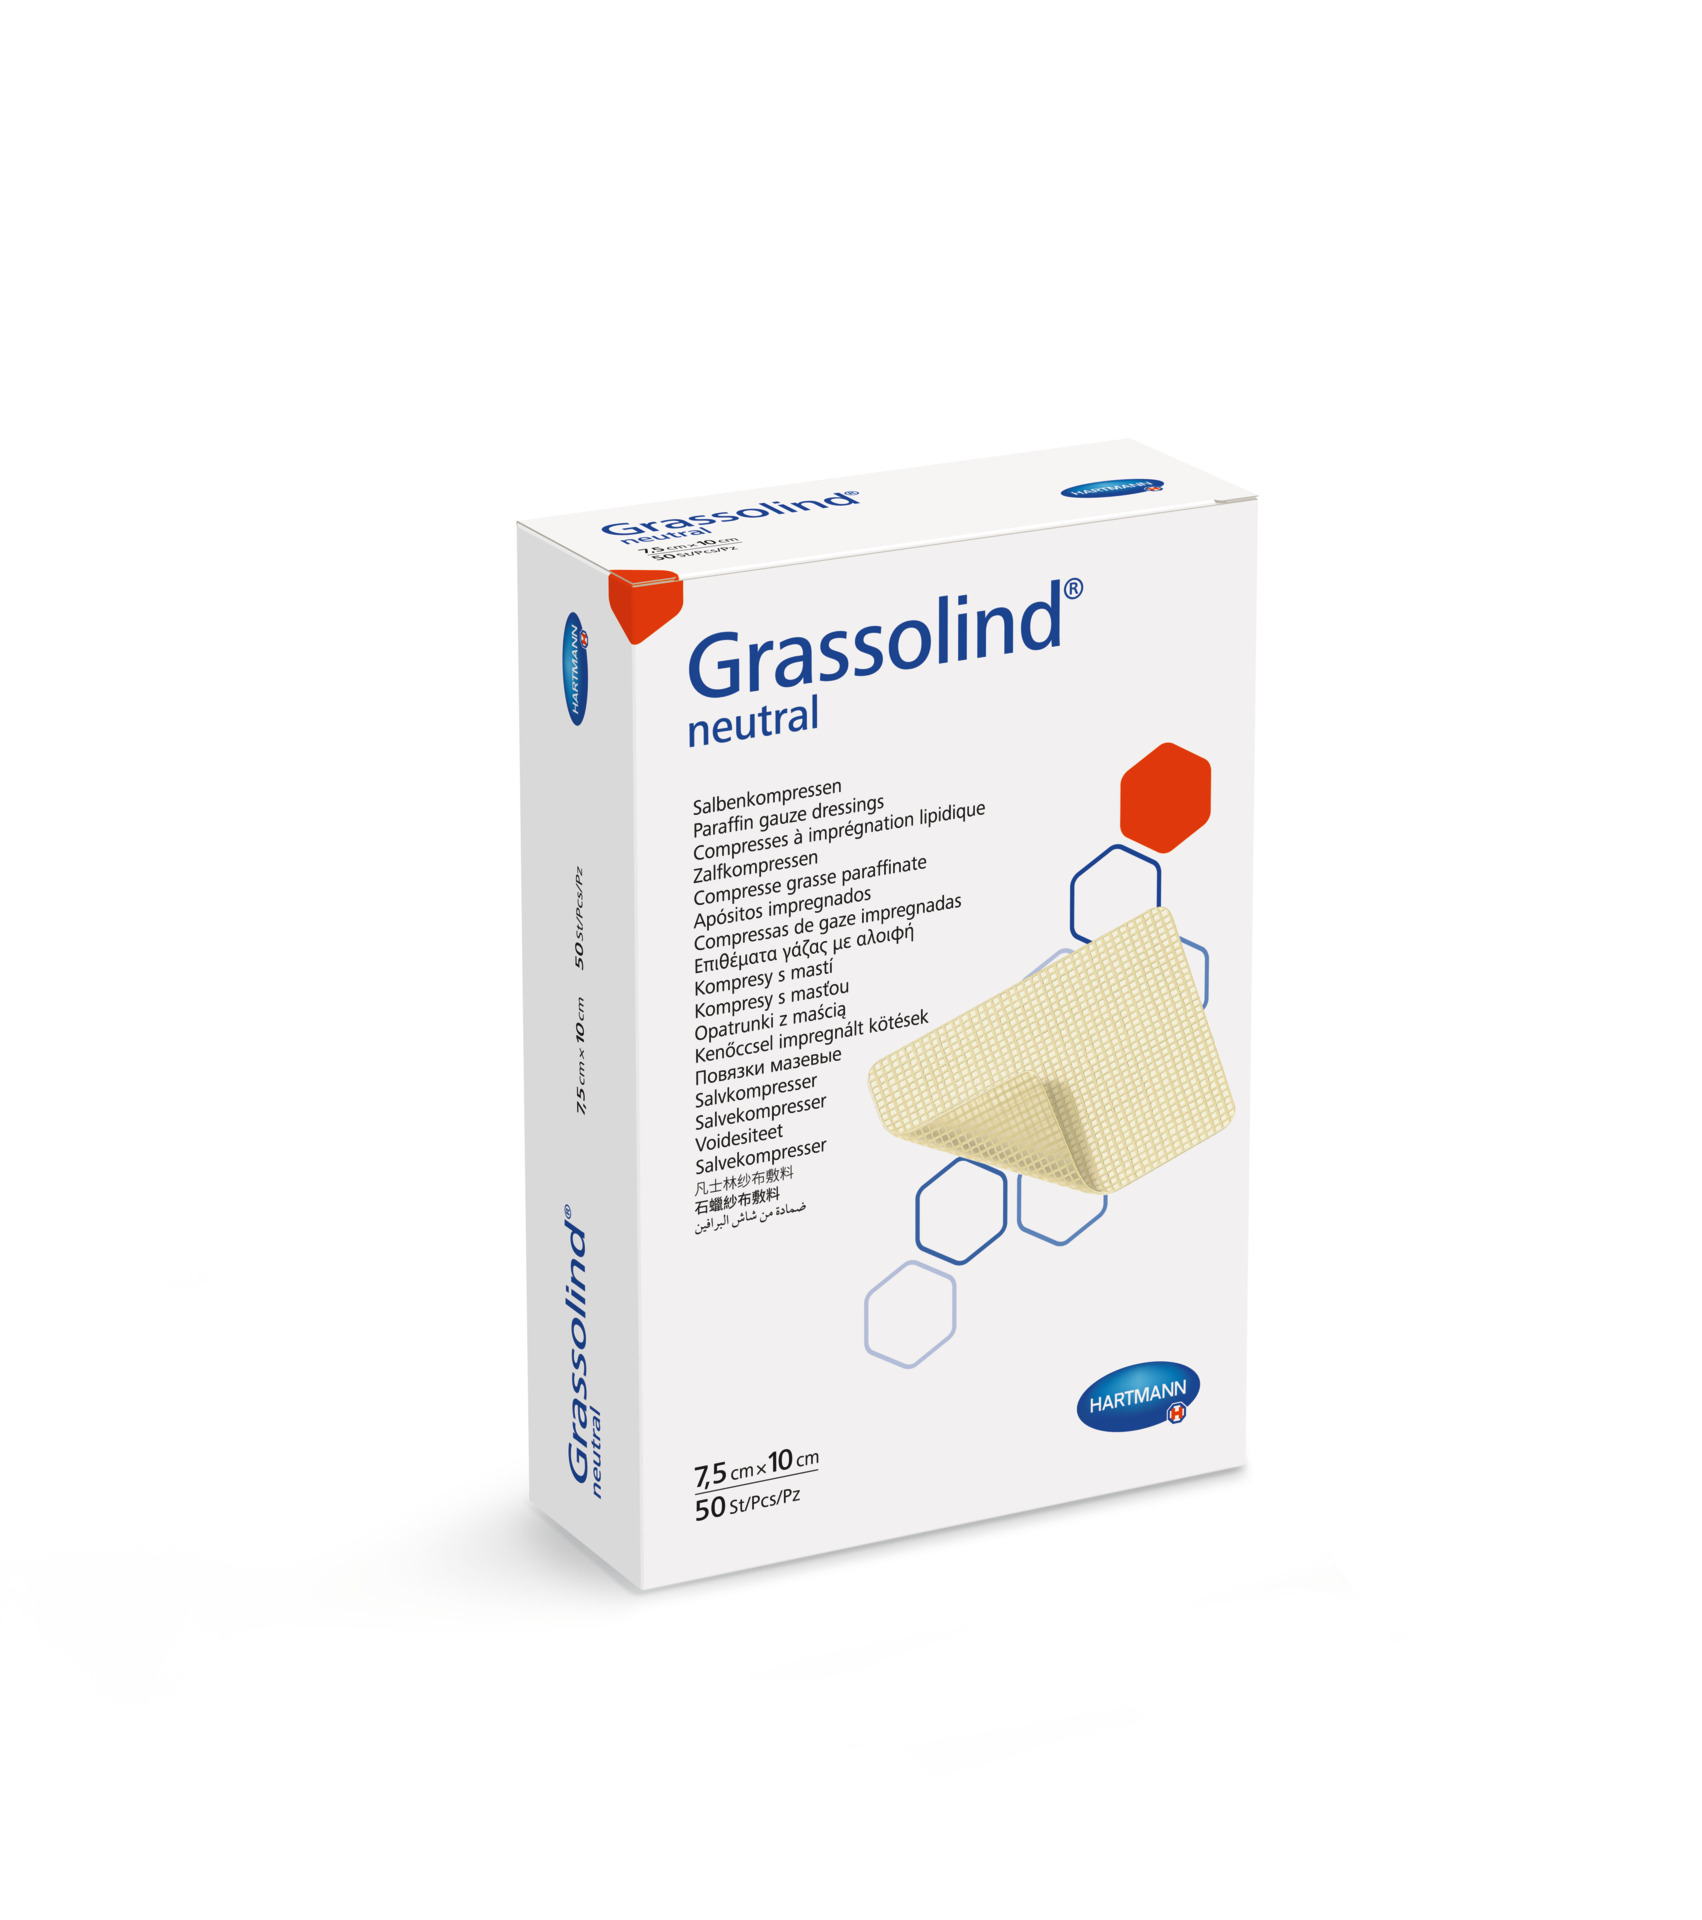 Grassolind®
neutral
7,5 cm x 10 cm
50 St/Pcs/Pz
HARTMANN
H
Grassolind®
neutral
Salbenkompressen
Paraffin gauze dressings
Compresses à imprégnation lipidique
Zalfkompressen
Compresse grasse paraffinate
Apósitos impregnados
Compressas de gaze impregnadas
Επιθέματα γάζας με αλοιφή
Kompresy s mastí
Kompresy s masťou
Opatrunki z maścią
Kenőccsel impregnált kötések
Повязки мазевые
Salvkompresser
Salvekompresser
Voidesiteet
Salvekompresser
凡士林纱布敷料
石蠟紗布敷料
ضمادة من شاش البرافين
7,5 cm x 10 cm
50 St/Pcs/Pz
HARTMANN
H
Grassolind®
neutral
7,5 cm x 10 cm 50 St/Pcs/Pz
HARTMANN
H